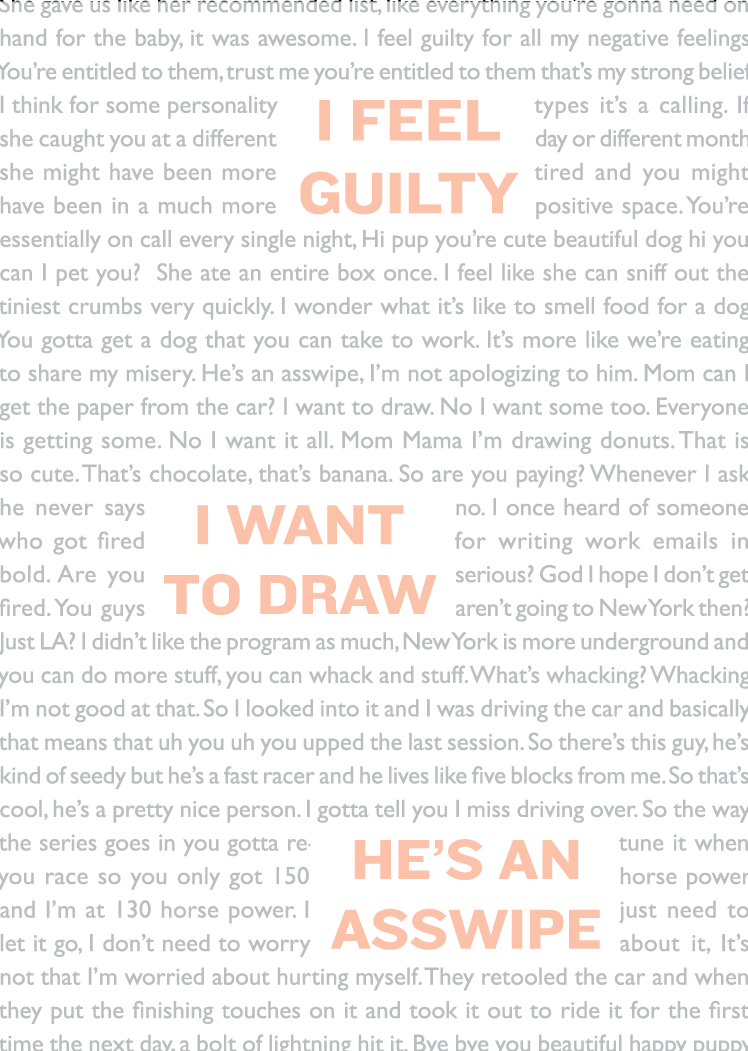 She gave us like her recommended list, like everything you're gonna need on
hand for the baby, it was awesome. I feel guilty for all my negative feelings
You're entitled to them, trust me you're entitled to them that's my strong belief
I think for some personality types it's a calling. If
she caught you at a different day or different month
she might have been more tired and you might
have been in a much more positive space. You're
I FEEL
GUILTY
essentially on call every single night, Hi pup you're cute beautiful dog hi you
can I pet you? She ate an entire box once. I feel like she can sniff out the
tiniest crumbs very quickly. I wonder what it's like to smell food for a dog
You gotta get a dog that you can take to work. It's more like we're eating
to share my misery. He's an asswipe, I'm not apologizing to him. Mom can I
get the paper from the car? I want to draw. No I want some too. Everyone
is getting some. No I want it all. Mom Mama I'm drawing donuts. That is
so cute. That's chocolate, that's banana. So are you paying? Whenever I ask
he never says no. I once heard of someone
who got fired for writing work emails in
bold. Are you serious? God I hope I don't get
fired. You guys aren't going to New York then?
I WANT
TO DRAW
Just LA? I didn't like the program as much, New York is more underground and
you can do more stuff, you can whack and stuff. What's whacking? Whacking
I'm not good at that. So I looked into it and I was driving the car and basically
that means that uh you uh you upped the last session. So there's this guy, he's
kind of seedy but he's a fast racer and he lives like five blocks from me. So that's
cool, he's a pretty nice person. I gotta tell you I miss driving over. So the way
the series goes in you gotta re-tune it when
you race so you only got 150 horse power
and I'm at 130 horse power. I just need to
let it go, I don't need to worry about it, It's
HE'S AN
ASSWIPE
not that I'm worried about hurting myself. They retooled the car and when
they put the finishing touches on it and took it out to ride it for the first
time the next day, a bolt of lightning hit it. Bye bye you beautiful happy puppy